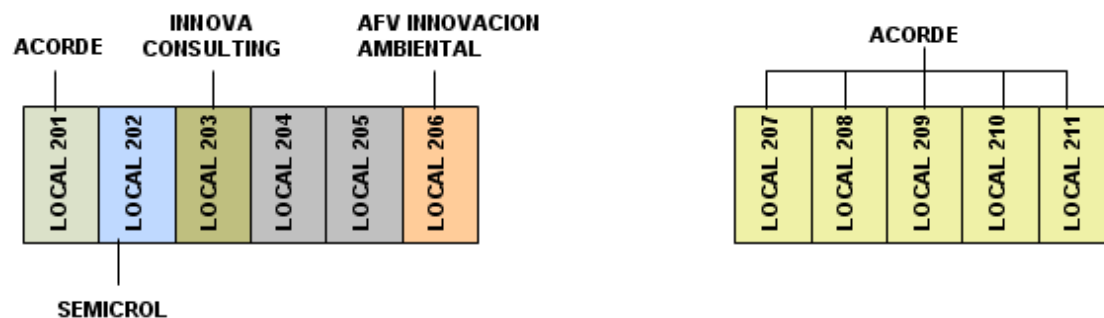 ACORDE
INNOVA
CONSULTING
AFV INNOVACION
AMBIENTAL
ACORDE
LOCAL 201
LOCAL 202
LOCAL 203
LOCAL 204
LOCAL 205
LOCAL 206
LOCAL 207
LOCAL 208
LOCAL 209
LOCAL 210
LOCAL 211
SEMICROL